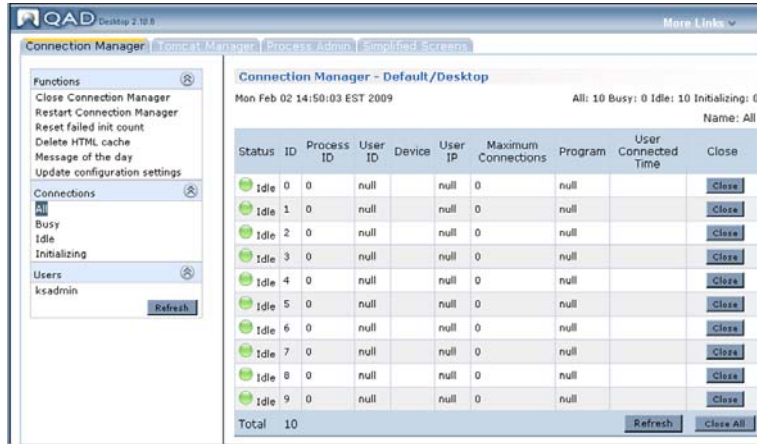 QAD Desktop 2.10.8
More Links
Connection Manager Tomcat Manager Process Admin Simplified Screens
Functions
Close Connection Manager
Restart Connection Manager
Reset failed init count
Delete HTML cache
Message of the day
Update configuration settings
Connections
All
Busy
Idle
Initializing
Users
ksadmin
Refresh
Connection Manager - Default/Desktop
Mon Feb 02 14:50:03 EST 2009 All: 10 Busy: 0 Idle: 10 Initializing: 0
Name: All
Status ID Process ID User ID Device User IP Maximum Connections Program User Connected Time Close
Idle 0 0 null null 0 null Close
Idle 1 0 null null 0 null Close
Idle 2 0 null null 0 null Close
Idle 3 0 null null 0 null Close
Idle 4 0 null null 0 null Close
Idle 5 0 null null 0 null Close
Idle 6 0 null null 0 null Close
Idle 7 0 null null 0 null Close
Idle 8 0 null null 0 null Close
Idle 9 0 null null 0 null Close
Total 10 Refresh Close All